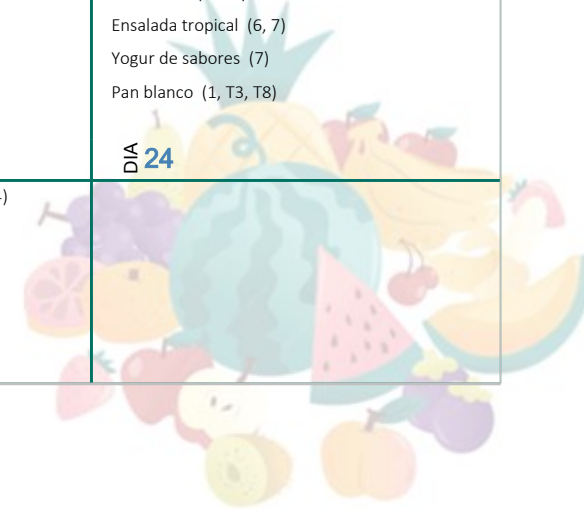 Ensalada tropical (6, 7)
Yogur de sabores (7)
Pan blanco (1, T3, T8)
DIA 24
)